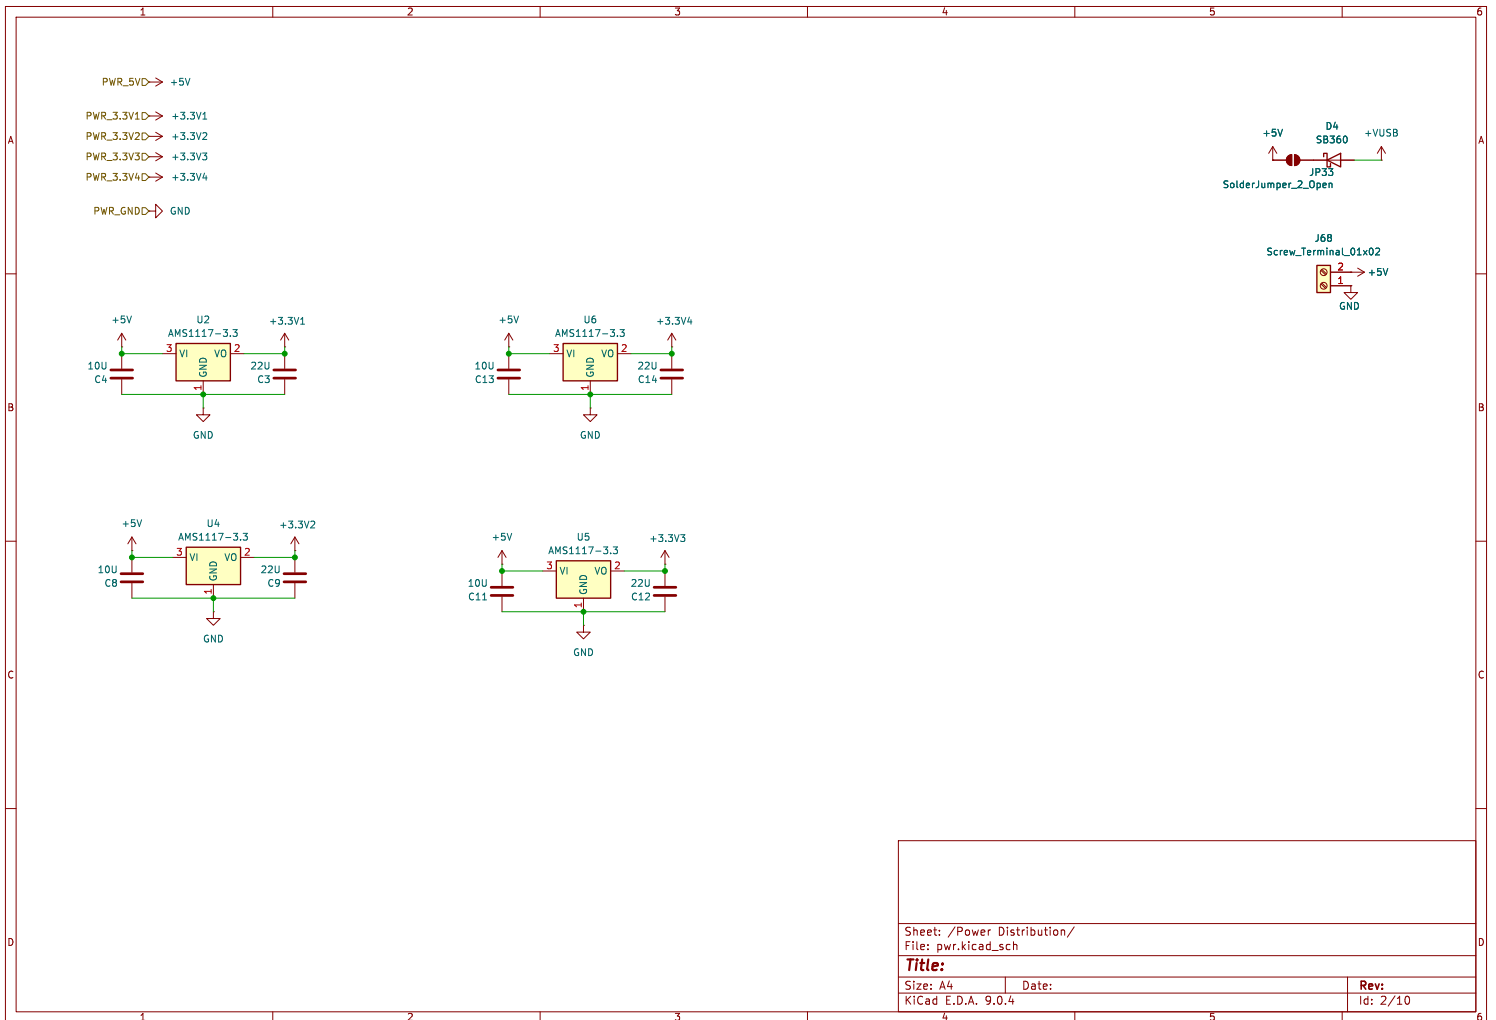 1 2 3 4 5 6
A A
B B
C C
D D
PWR_5V +5V
PWR_3.3V1 +3.3V1
PWR_3.3V2 +3.3V2
PWR_3.3V3 +3.3V3
PWR_3.3V4 +3.3V4
PWR_GND GND
D4
SB360
+5V +VUSB
JP33
SolderJumper_2_Open
J68
Screw_Terminal_01x02
2 +5V
1
GND
+5V U2 +3.3V1
AMS1117-3.3
3 VI VO 2
GND
1
10U
C4
22U
C3
GND
+5V U6 +3.3V4
AMS1117-3.3
3 VI VO 2
GND
1
10U
C13
22U
C14
GND
+5V U4 +3.3V2
AMS1117-3.3
3 VI VO 2
GND
1
10U
C8
22U
C9
GND
+5V U5 +3.3V3
AMS1117-3.3
3 VI VO 2
GND
1
10U
C11
22U
C12
GND
Sheet: /Power Distribution/
File: pwr.kicad_sch
Title:
Size: A4 Date: Rev:
KiCad E.D.A. 9.0.4 Id: 2/10
1 2 3 4 5 6